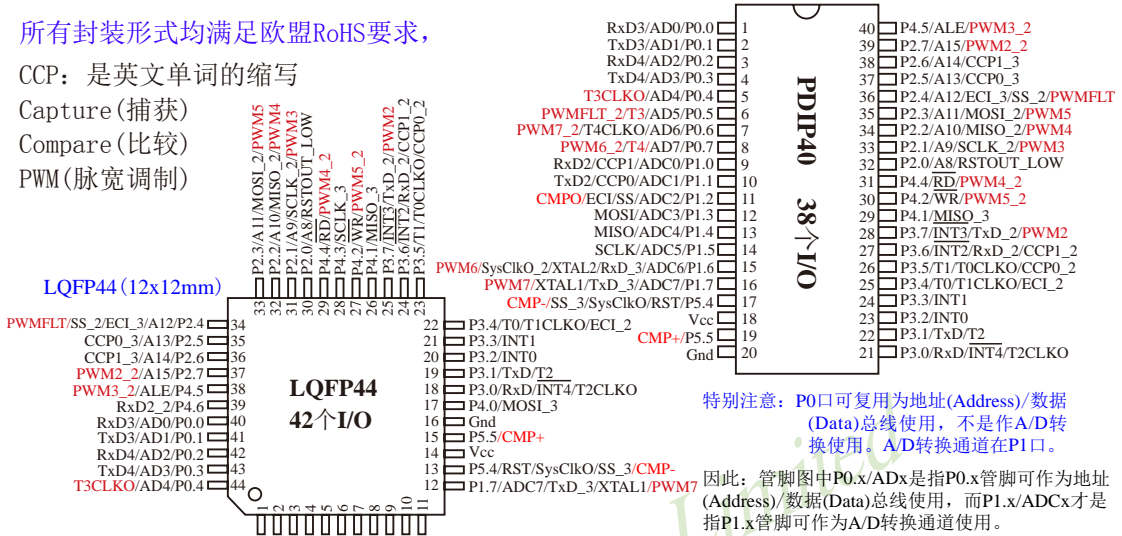 所有封装形式均满足欧盟RoHS要求，
CCP：是英文单词的缩写
Capture(捕获)
Compare(比较)
PWM(脉宽调制)
LQFP44(12x12mm)
P2.3/A11/MOSI_2/PWM5
P2.2/A10/MISO_2/PWM4
P2.1/A9/SCLK_2/PWM3
P2.0/A8/RSTOUT_LOW
P4.4/RD/PWM4_2
P4.3/SCLK_3
P4.2/WR/PWM5_2
P4.1/MISO_3
P3.7/INT3/TxD_2/PWM2
P3.6/INT2/RxD_2/CCP1_2
P3.5/T1/T0CLKO/CCP0_2
33 32 31 30 29 28 27 26 25 24 23
PWMFLT/SS_2/ECI_3/A12/P2.4 34
CCP0_3/A13/P2.5 35
CCP1_3/A14/P2.6 36
PWM2_2/A15/P2.7 37
PWM3_2/ALE/P4.5 38
RxD2_2/P4.6 39
RxD3/AD0/P0.0 40
TxD3/AD1/P0.1 41
RxD4/AD2/P0.2 42
TxD4/AD3/P0.3 43
T3CLKO/AD4/P0.4 44
LQFP44
42个I/O
22 P3.4/T0/T1CLKO/ECI_2
21 P3.3/INT1
20 P3.2/INT0
19 P3.1/TxD/T2
18 P3.0/RxD/INT4/T2CLKO
17 P4.0/MOSI_3
16 Gnd
15 P5.5/CMP+
14 Vcc
13 P5.4/RST/SysClkO/SS_3/CMP-
12 P1.7/ADC7/TxD_3/XTAL1/PWM7
1 2 3 4 5 6 7 8 9 10 11
RxD3/AD0/P0.0 1
TxD3/AD1/P0.1 2
RxD4/AD2/P0.2 3
TxD4/AD3/P0.3 4
T3CLKO/AD4/P0.4 5
PWMFLT_2/T3/AD5/P0.5 6
PWM7_2/T4CLKO/AD6/P0.6 7
PWM6_2/T4/AD7/P0.7 8
RxD2/CCP1/ADC0/P1.0 9
TxD2/CCP0/ADC1/P1.1 10
CMPO/ECI/SS/ADC2/P1.2 11
MOSI/ADC3/P1.3 12
MISO/ADC4/P1.4 13
SCLK/ADC5/P1.5 14
PWM6/SysClkO_2/XTAL2/RxD_3/ADC6/P1.6 15
PWM7/XTAL1/TxD_3/ADC7/P1.7 16
CMP-/SS_3/SysClkO/RST/P5.4 17
Vcc 18
CMP+/P5.5 19
Gnd 20
PDIP40 38个I/O
40 P4.5/ALE/PWM3_2
39 P2.7/A15/PWM2_2
38 P2.6/A14/CCP1_3
37 P2.5/A13/CCP0_3
36 P2.4/A12/ECI_3/SS_2/PWMFLT
35 P2.3/A11/MOSI_2/PWM5
34 P2.2/A10/MISO_2/PWM4
33 P2.1/A9/SCLK_2/PWM3
32 P2.0/A8/RSTOUT_LOW
31 P4.4/RD/PWM4_2
30 P4.2/WR/PWM5_2
29 P4.1/MISO_3
28 P3.7/INT3/TxD_2/PWM2
27 P3.6/INT2/RxD_2/CCP1_2
26 P3.5/T1/T0CLKO/CCP0_2
25 P3.4/T0/T1CLKO/ECI_2
24 P3.3/INT1
23 P3.2/INT0
22 P3.1/TxD/T2
21 P3.0/RxD/INT4/T2CLKO
特别注意：P0口可复用为地址(Address)/数据
(Data)总线使用，不是作A/D转
换使用。A/D转换通道在P1口。
因此：管脚图中P0.x/ADx是指P0.x管脚可作为地址
(Address)/数据(Data)总线使用，而P1.x/ADCx才是
指P1.x管脚可作为A/D转换通道使用。
Limited